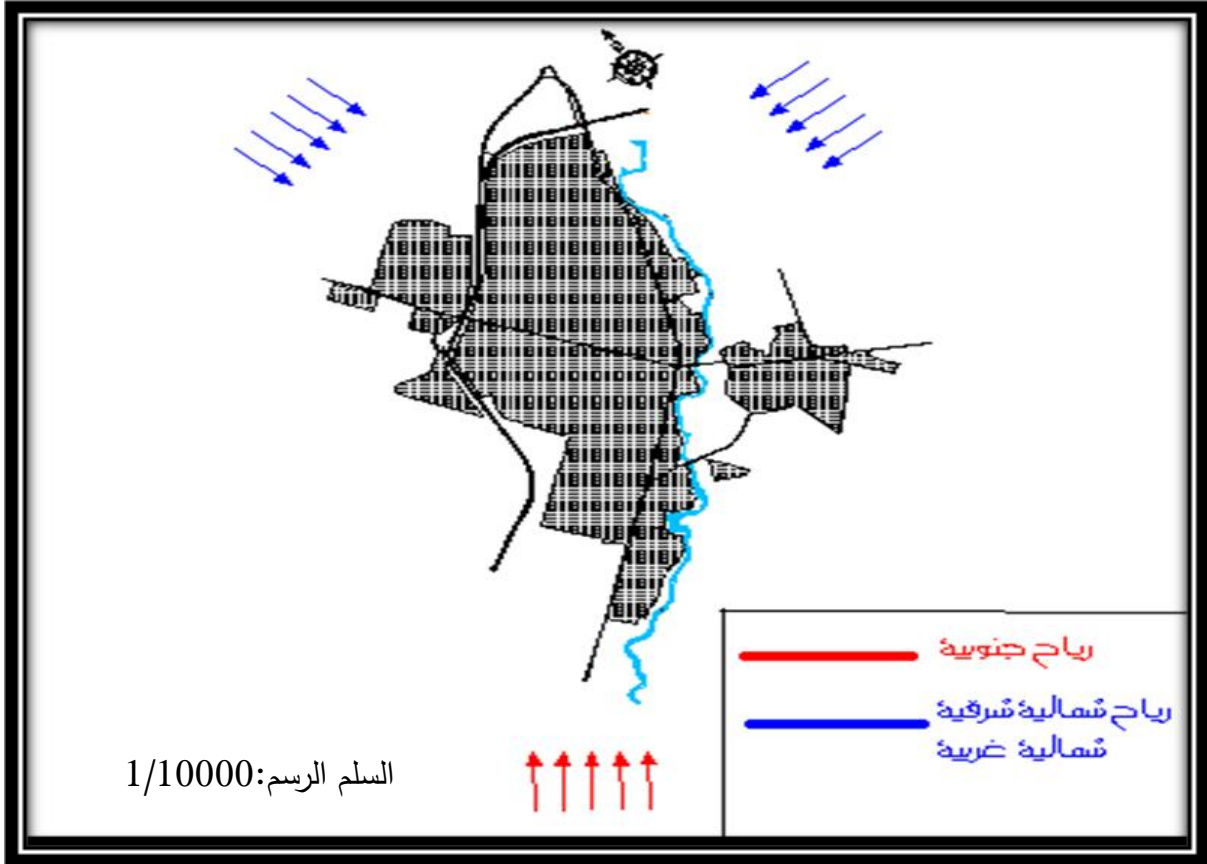 رياح جنوبية
رياح شمالية شرقية
شمالية غربية
السلم الرسم:1/10000